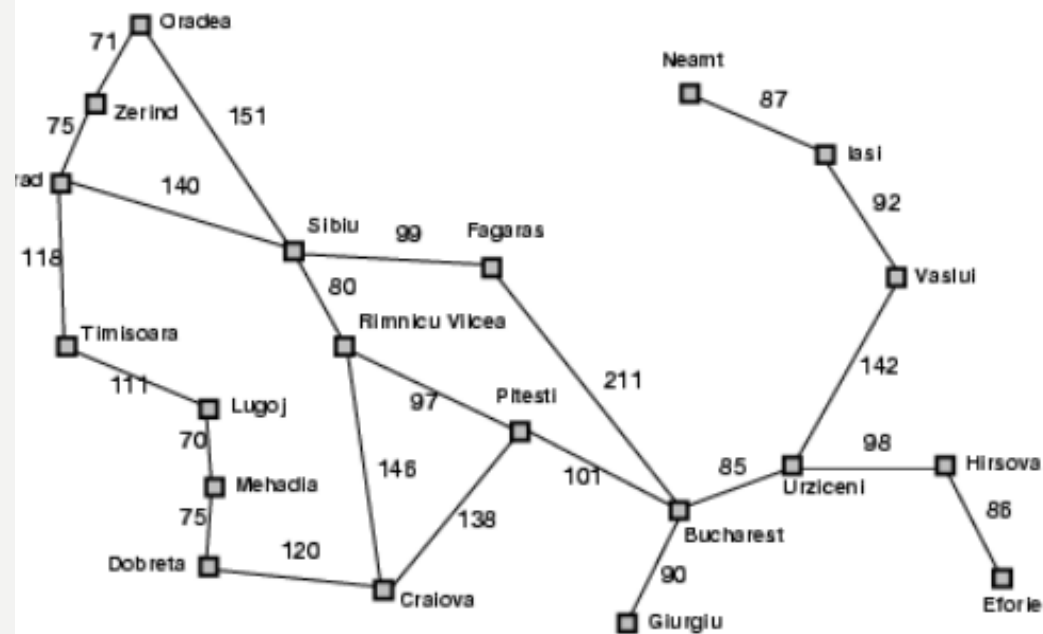 Oradea
71
Neamt
87
Zerind
151
75
Iasi
rad
140
92
Sibiu
99
Fagaras
118
80
Vaslui
Timisoara
Rimnicu Vilcea
142
111
211
Lugoj
97
Pitesti
70
98
Hirsova
146
101
85
Mehadia
Urziceni
75
138
86
Bucharest
Dobreta
120
90
Craiova
Eforie
Giurgiu